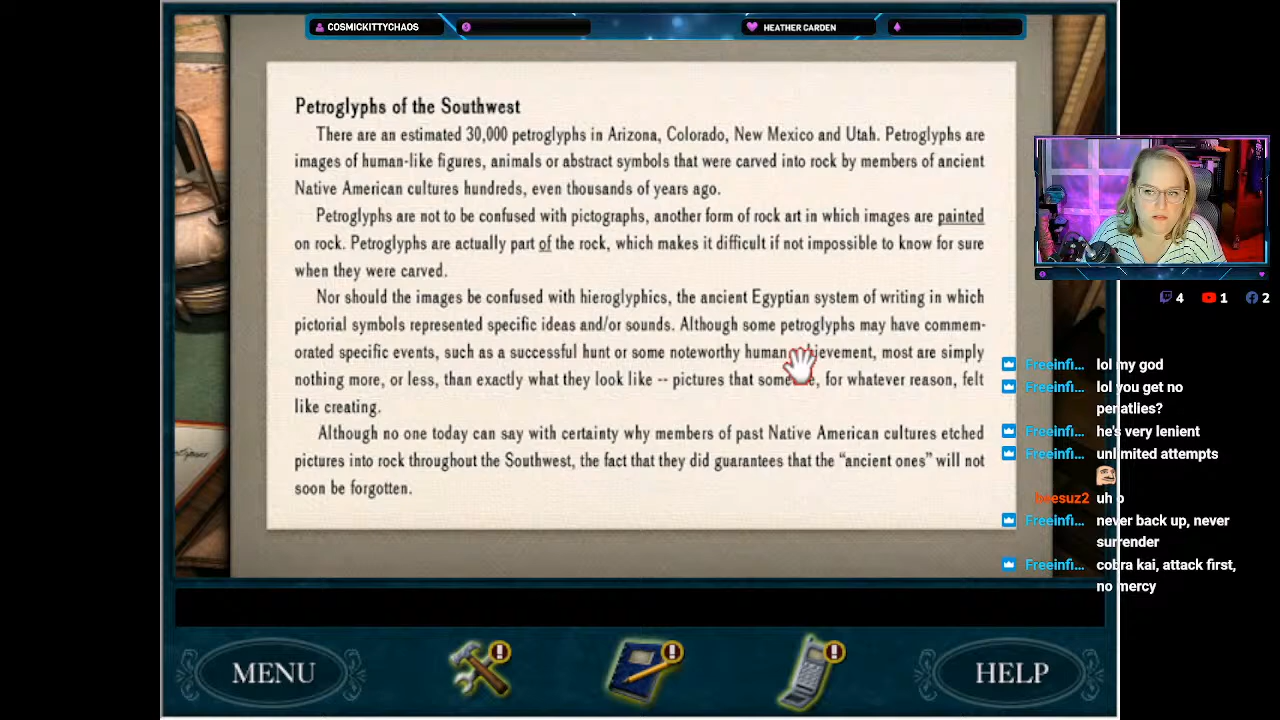 COSMICKITTYCHAOS
HEATHER CARDEN
Petroglyphs of the Southwest
There are an estimated 30,000 petroglyphs in Arizona, Colorado, New Mexico and Utah. Petroglyphs are
images of human-like figures, animals or abstract symbols that were carved into rock by members of ancient
Native American cultures hundreds, even thousands of years ago.
Petroglyphs are not to be confused with pictographs, another form of rock art in which images are painted
on rock. Petroglyphs are actually part of the rock, which makes it difficult if not impossible to know for sure
when they were carved.
Nor should the images be confused with hieroglyphics, the ancient Egyptian system of writing in which
pictorial symbols represented specific ideas and/or sounds. Although some petroglyphs may have commem-
orated specific events, such as a successful hunt or some noteworthy human achievement, most are simply
nothing more, or less, than exactly what they look like -- pictures that someone, for whatever reason, felt
like creating.
Although no one today can say with certainty why members of past Native American cultures etched
pictures into rock throughout the Southwest, the fact that they did guarantees that the “ancient ones” will not
soon be forgotten.
4 1 2
Freeinfi... lol my god
Freeinfi... lol you get no
penatlies?
Freeinfi... he's very lenient
Freeinfi... unlimited attempts
uh o
Freeinfi... never back up, never
surrender
Freeinfi... cobra kai, attack first,
no mercy
MENU
HELP